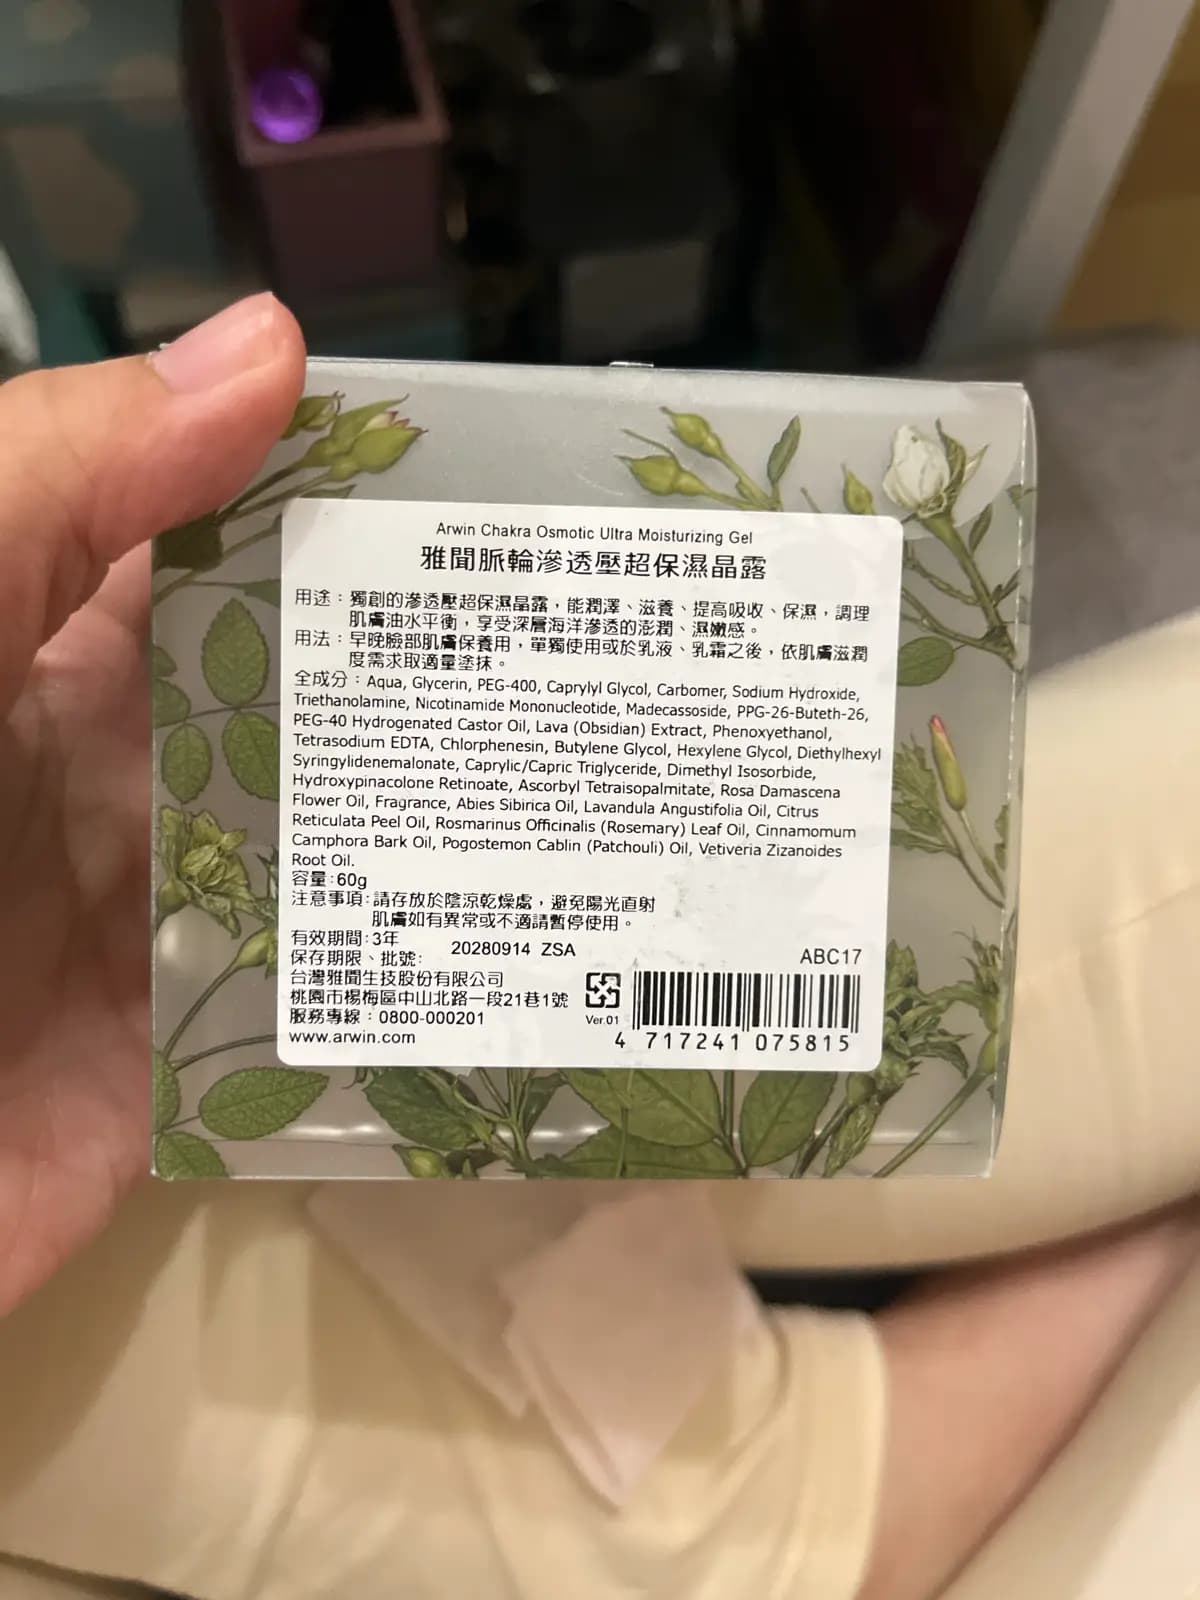 Arwin Chakra Osmotic Ultra Moisturizing Gel
雅聞脈輪滲透壓超保濕晶露
用途：獨創的滲透壓超保濕晶露，能潤澤、滋養、提高吸收、保濕，調理
肌膚油水平衡，享受深層海洋滲透的澎潤、濕嫩感。
用法：早晚臉部肌膚保養用，單獨使用或於乳液、乳霜之後，依肌膚滋潤
度需求取適量塗抹。
全成分：Aqua, Glycerin, PEG-400, Caprylyl Glycol, Carbomer, Sodium Hydroxide,
Triethanolamine, Nicotinamide Mononucleotide, Madecassoside, PPG-26-Buteth-26,
PEG-40 Hydrogenated Castor Oil, Lava (Obsidian) Extract, Phenoxyethanol,
Tetrasodium EDTA, Chlorphenesin, Butylene Glycol, Hexylene Glycol, Diethylhexyl
Syringylidenemalonate, Caprylic/Capric Triglyceride, Dimethyl Isosorbide,
Hydroxypinacolone Retinoate, Ascorbyl Tetraisopalmitate, Rosa Damascena
Flower Oil, Fragrance, Abies Sibirica Oil, Lavandula Angustifolia Oil, Citrus
Reticulata Peel Oil, Rosmarinus Officinalis (Rosemary) Leaf Oil, Cinnamomum
Camphora Bark Oil, Pogostemon Cablin (Patchouli) Oil, Vetiveria Zizanoides
Root Oil.
容量：60g
注意事項：請存放於陰涼乾燥處，避免陽光直射
肌膚如有異常或不適請暫停使用。
有效期間：3年
保存期限、批號： 20280914 ZSA
台灣雅聞生技股份有限公司
桃園市楊梅區中山北路一段21巷1號
服務專線：0800-000201
www.arwin.com
Ver.01
ABC17
4 717241 075815